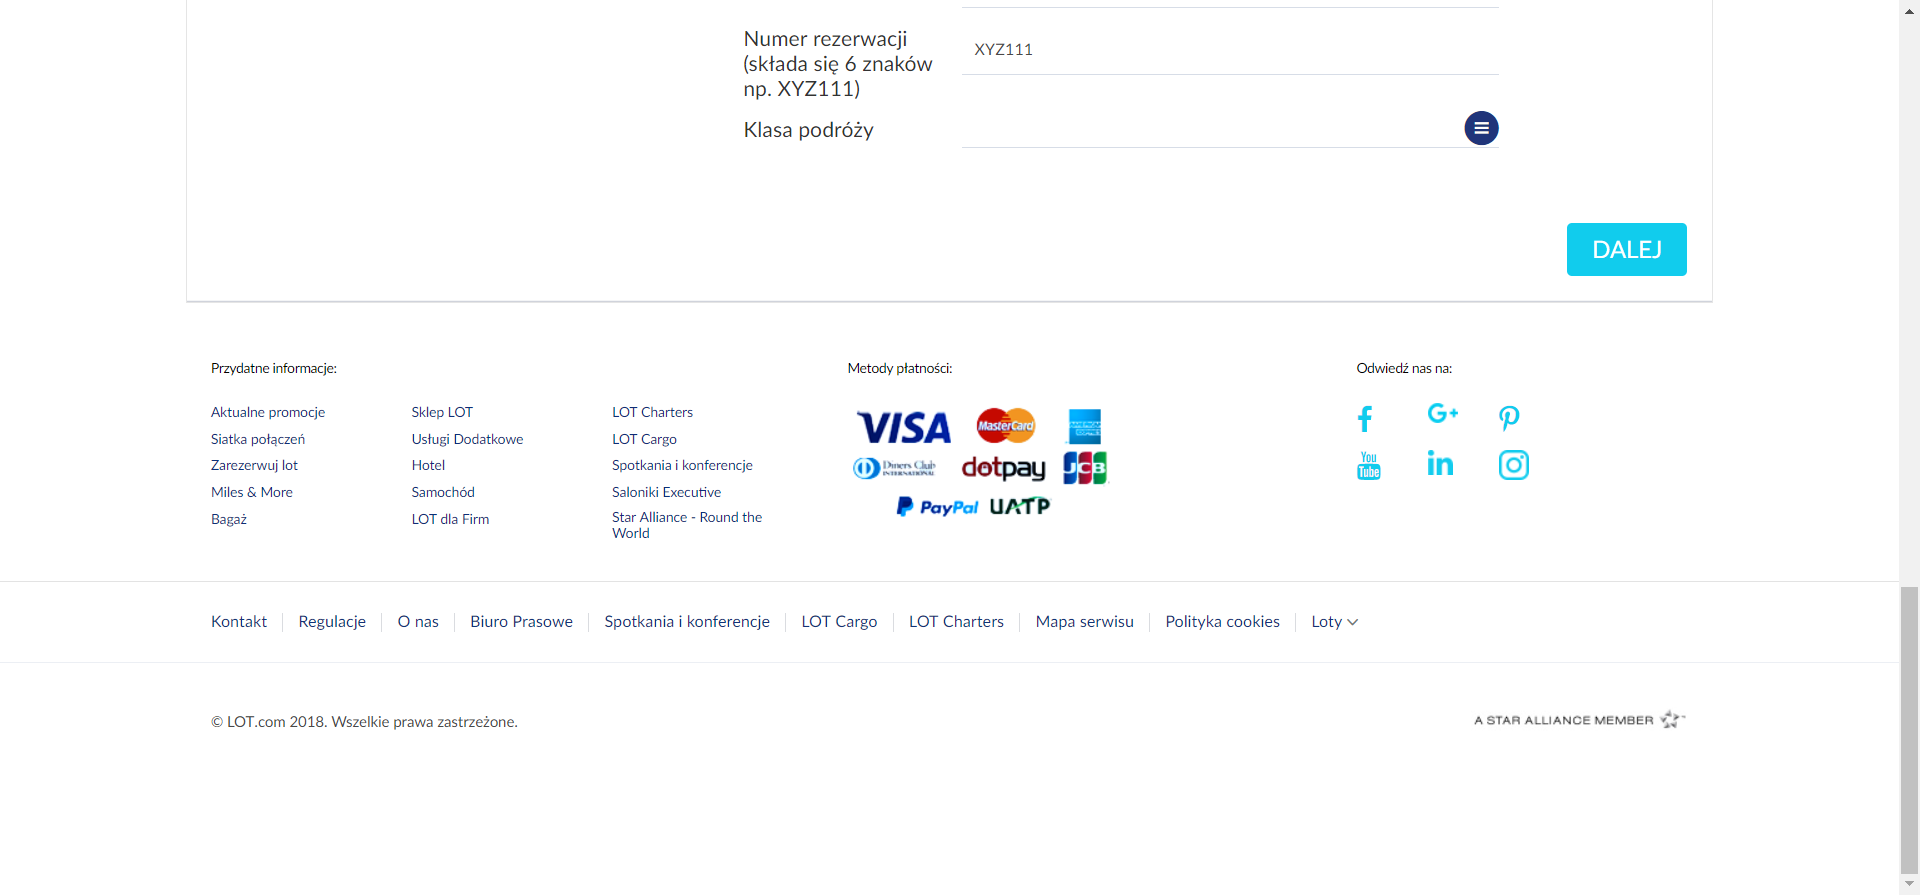 Numer rezerwacji
(składa się 6 znaków
np. XYZ111)
XYZ111
Klasa podróży
DALEJ
Przydatne informacje:
Aktualne promocje
Siatka połączeń
Zarezerwuj lot
Miles & More
Bagaż
Sklep LOT
Usługi Dodatkowe
Hotel
Samochód
LOT dla Firm
LOT Charters
LOT Cargo
Spotkania i konferencje
Saloniki Executive
Star Alliance - Round the
World
Metody płatności:
VISA
MasterCard
AMERICAN EXPRESS
Diners Club
INTERNATIONAL
dotpay
JCB
PayPal
UATP
Odwiedź nas na:
f
G+
You
Tube
in
Kontakt
Regulacje
O nas
Biuro Prasowe
Spotkania i konferencje
LOT Cargo
LOT Charters
Mapa serwisu
Polityka cookies
Loty
© LOT.com 2018. Wszelkie prawa zastrzeżone.
A STAR ALLIANCE MEMBER